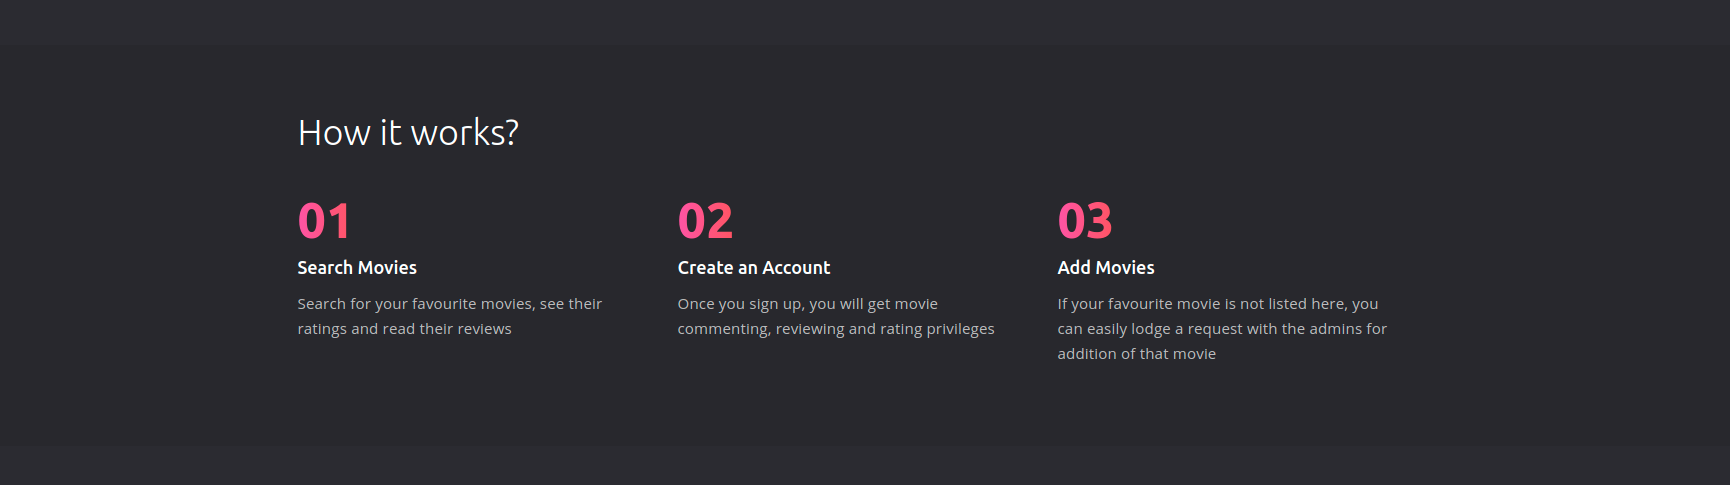 How it works?
01
Search Movies
Search for your favourite movies, see their
ratings and read their reviews
02
Create an Account
Once you sign up, you will get movie
commenting, reviewing and rating privileges
03
Add Movies
If your favourite movie is not listed here, you
can easily lodge a request with the admins for
addition of that movie